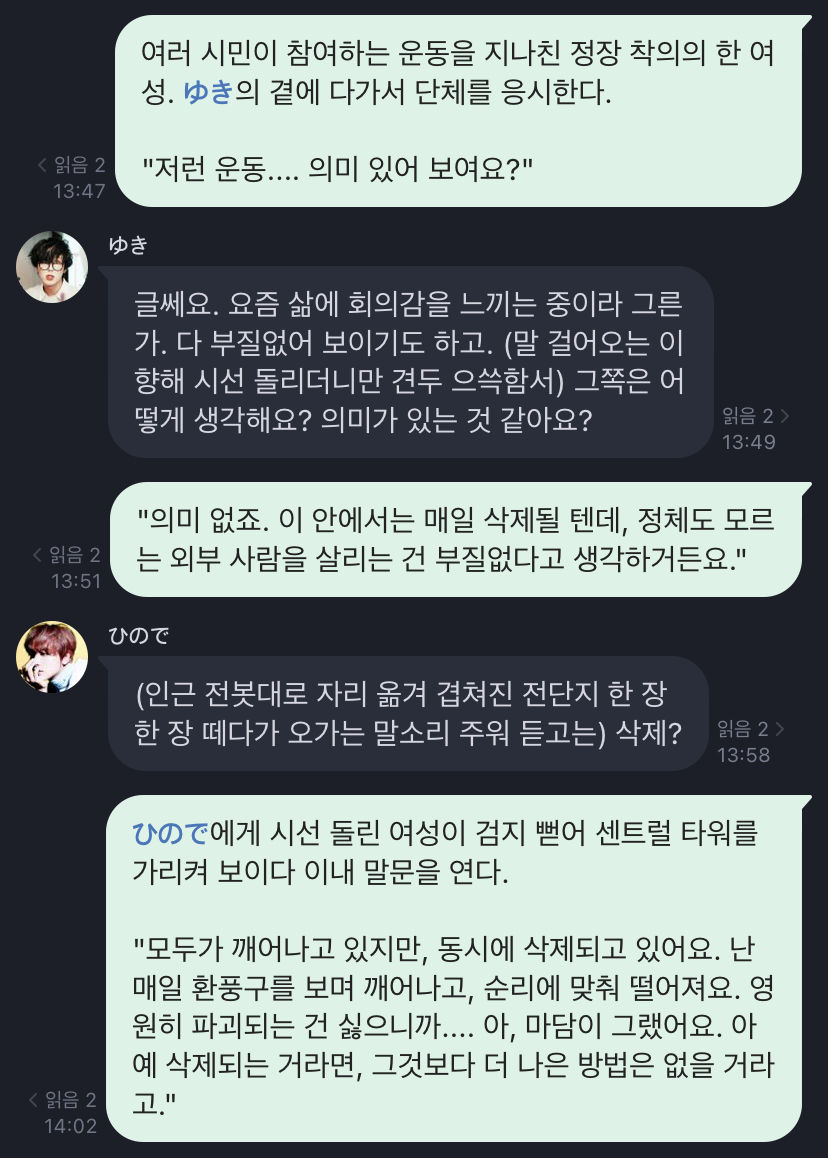 여러 시민이 참여하는 운동을 지나친 정장 착의의 한 여
성. ゆき의 곁에 다가서 단체를 응시한다.
"저런 운동.... 의미 있어 보여요?"
읽음 2
13:47
ゆき
글쎄요. 요즘 삶에 회의감을 느끼는 중이라 그른
가. 다 부질없어 보이기도 하고. (말 걸어오는 이
향해 시선 돌리더니만 견두 으쓱함서) 그쪽은 어
떻게 생각해요? 의미가 있는 것 같아요?
읽음 2
13:49
"의미 없죠. 이 안에서는 매일 삭제될 텐데, 정체도 모르
는 외부 사람을 살리는 건 부질없다고 생각하거든요."
읽음 2
13:51
ひので
(인근 전봇대로 자리 옮겨 겹쳐진 전단지 한 장
한 장 떼다가 오가는 말소리 주워 듣고는) 삭제?
읽음 2
13:58
ひので에게 시선 돌린 여성이 검지 뻗어 센트럴 타워를
가리켜 보이다 이내 말문을 연다.
"모두가 깨어나고 있지만, 동시에 삭제되고 있어요. 난
매일 환풍구를 보며 깨어나고, 순리에 맞춰 떨어져요. 영
원히 파괴되는 건 싫으니까.... 아, 마담이 그랬어요. 아
예 삭제되는 거라면, 그것보다 더 나은 방법은 없을 거라
고."
읽음 2
14:02